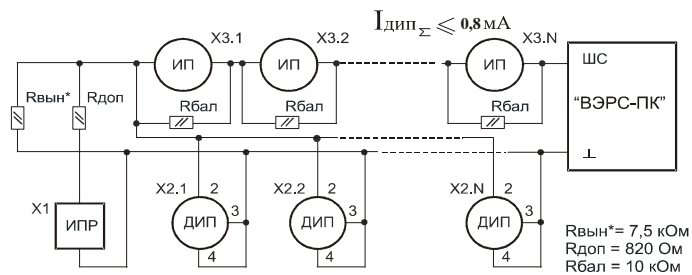 X3.1
X3.2
Iдип Σ ⩽ 0,8 мА
X3.N
ИП
ИП
ИП
ШС
"ВЭРС-ПК"
⊥
Rвын*
Rдоп
Rбал
Rбал
Rбал
X1
ИПР
X2.1
2
ДИП
3
4
X2.2
2
ДИП
3
4
X2.N
2
ДИП
3
4
Rвын*= 7,5 кОм
Rдоп = 820 Ом
Rбал = 10 кОм